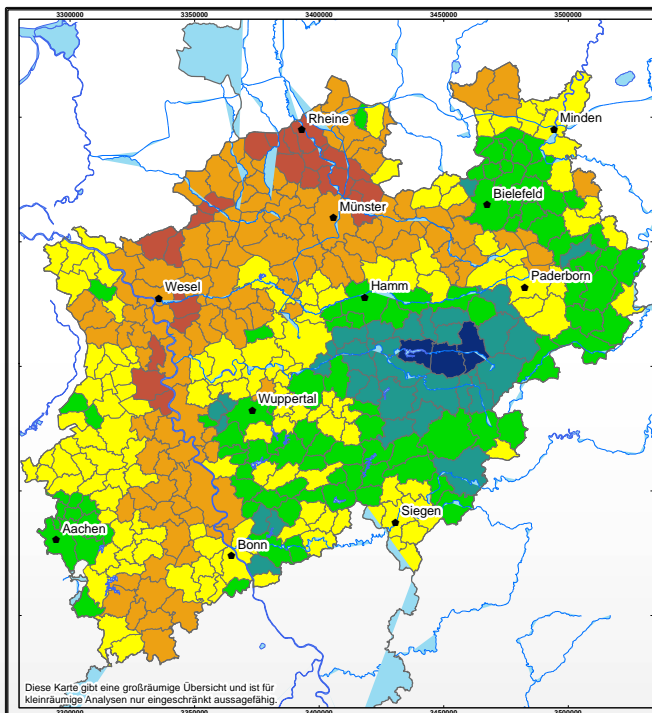 3300000 3350000 3400000 3450000 3500000
Rheine
Minden
Bielefeld
Münster
Wesel
Hamm
Paderborn
Wuppertal
Siegen
Aachen
Bonn
Diese Karte gibt eine großräumige Übersicht und ist für
kleinräumige Analysen nur eingeschränkt aussagefähig.
3300000 3350000 3400000 3450000 3500000